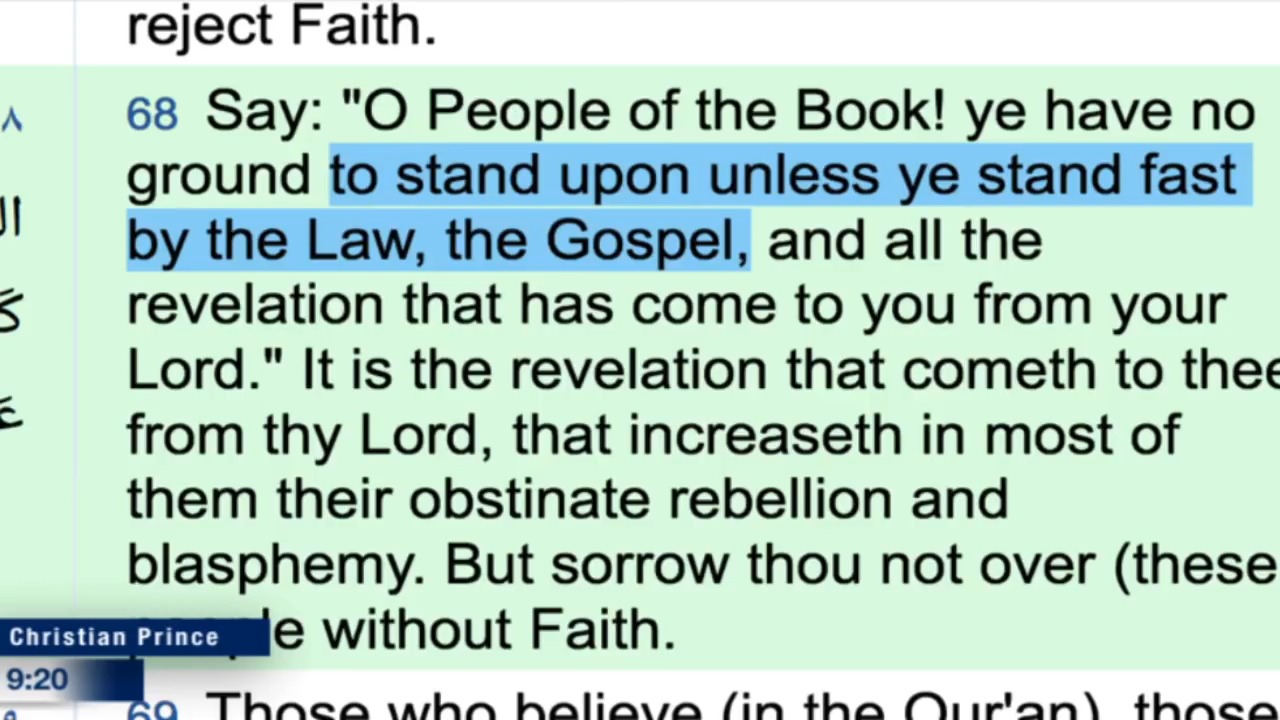 reject Faith.
68 Say: "O People of the Book! ye have no
ground to stand upon unless ye stand fast
by the Law, the Gospel, and all the
revelation that has come to you from your
Lord." It is the revelation that cometh to thee
from thy Lord, that increaseth in most of
them their obstinate rebellion and
blasphemy. But sorrow thou not over (these
without Faith.
Christian Prince
9:20
69 Those who believe (in the Qur'an), those